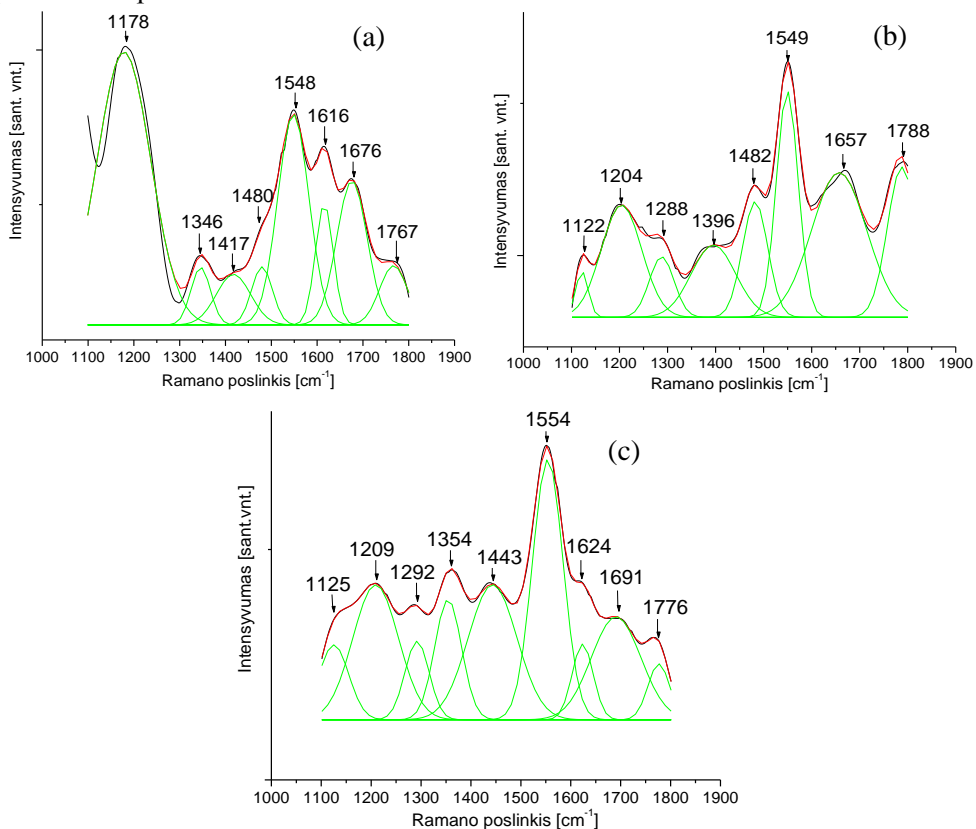 1178
(a)
1548
1616
1676
1480
1346
1417
1767
Intensyvumas [sant. vnt.]
1000 1100 1200 1300 1400 1500 1600 1700 1800 1900
Ramano poslinkis [cm⁻¹]
1549
(b)
1788
1657
1482
1204
1288
1396
1122
Intensyvumas [sant. vnt.]
1000 1100 1200 1300 1400 1500 1600 1700 1800 1900
Ramano poslinkis [cm⁻¹]
1554
(c)
1354
1209
1443
1292
1125
1624
1691
1776
Intensyvumas [sant.vnt.]
1000 1100 1200 1300 1400 1500 1600 1700 1800 1900
Ramano poslinkis [cm⁻¹]